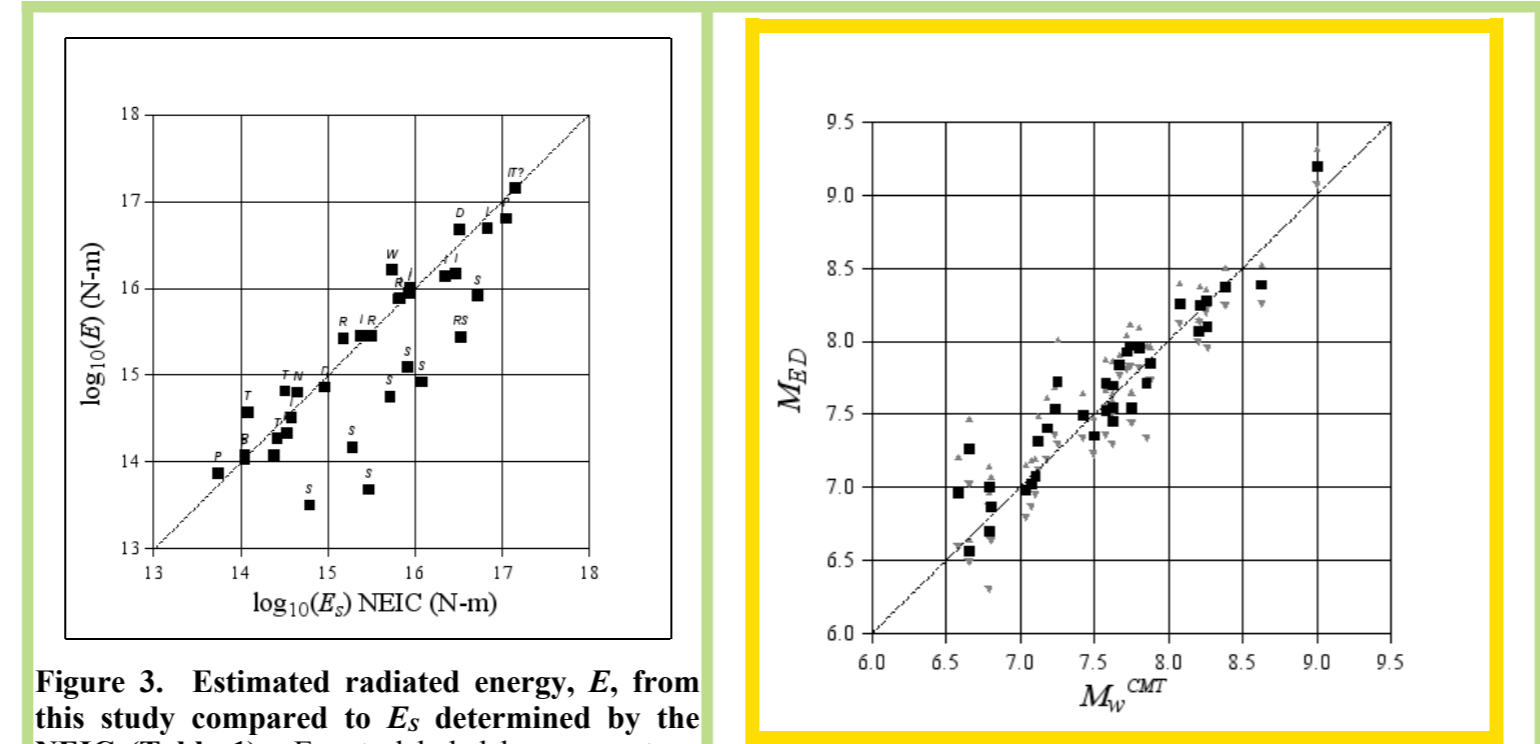 18
17
16
15
14
13
13 14 15 16 17 18
log10(E) (N-m)
log10(Es) NEIC (N-m)
IT?
D
I
W
I
S
R
I
RS
R
I R
S
S
T N
S
T
I
T
S
P
S
S
Figure 3. Estimated radiated energy, E, from
this study compared to ES determined by the
9.5
9.0
8.5
8.0
7.5
7.0
6.5
6.0
6.0 6.5 7.0 7.5 8.0 8.5 9.0 9.5
MED
MwCMT